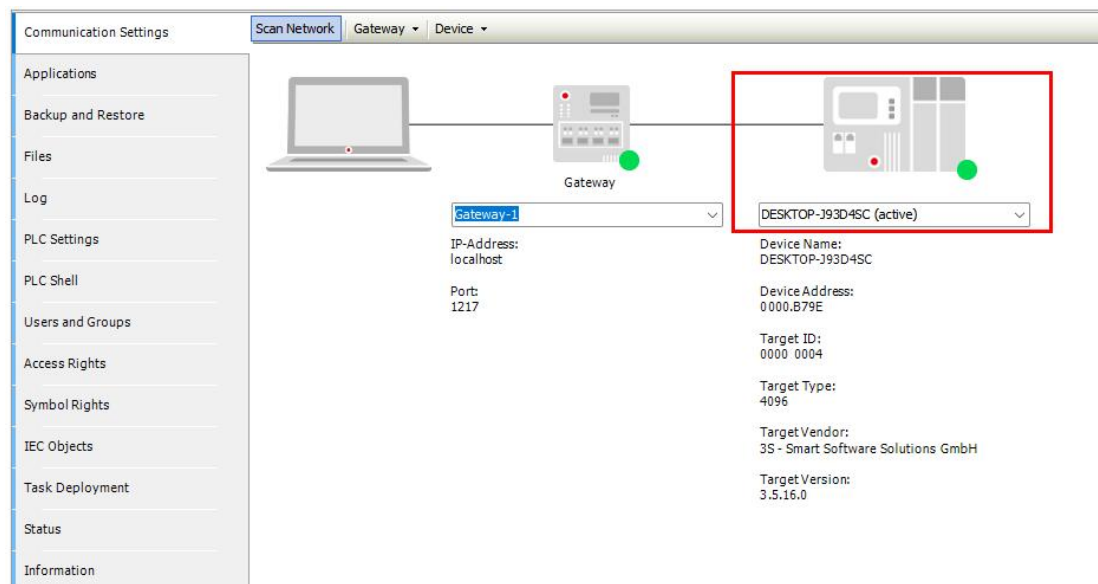 Communication Settings
Scan Network
Gateway
Device
Applications
Backup and Restore
Files
Log
PLC Settings
PLC Shell
Users and Groups
Access Rights
Symbol Rights
IEC Objects
Task Deployment
Status
Information
Gateway
Gateway-1
IP-Address:
localhost
Port:
1217
DESKTOP-J93D4SC (active)
Device Name:
DESKTOP-J93D4SC
Device Address:
0000.B79E
Target ID:
0000 0004
Target Type:
4096
Target Vendor:
3S - Smart Software Solutions GmbH
Target Version:
3.5.16.0